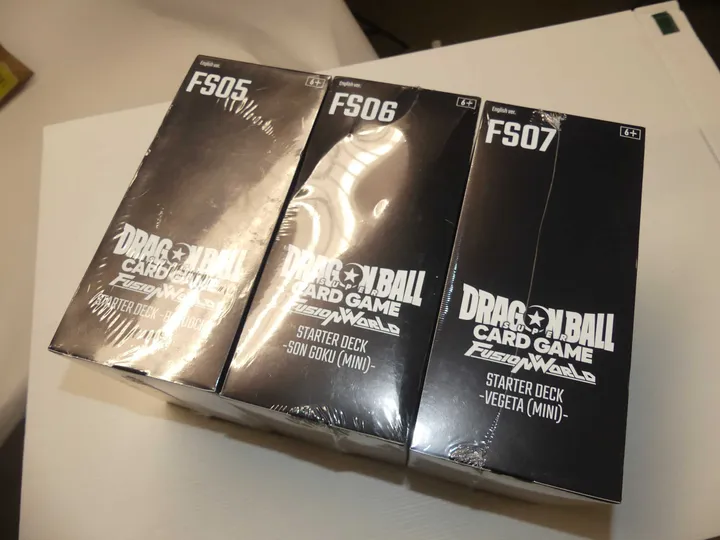 English ver.
6+
FS05
DRAGON BALL
SUPER
CARD GAME
FUSION WORLD
STARTER DECK
English ver.
6+
FS06
DRAGON BALL
SUPER
CARD GAME
FUSION WORLD
STARTER DECK
-SON GOKU (MINI)-
English ver.
6+
FS07
DRAGON BALL
SUPER
CARD GAME
FUSION WORLD
STARTER DECK
-VEGETA (MINI)-